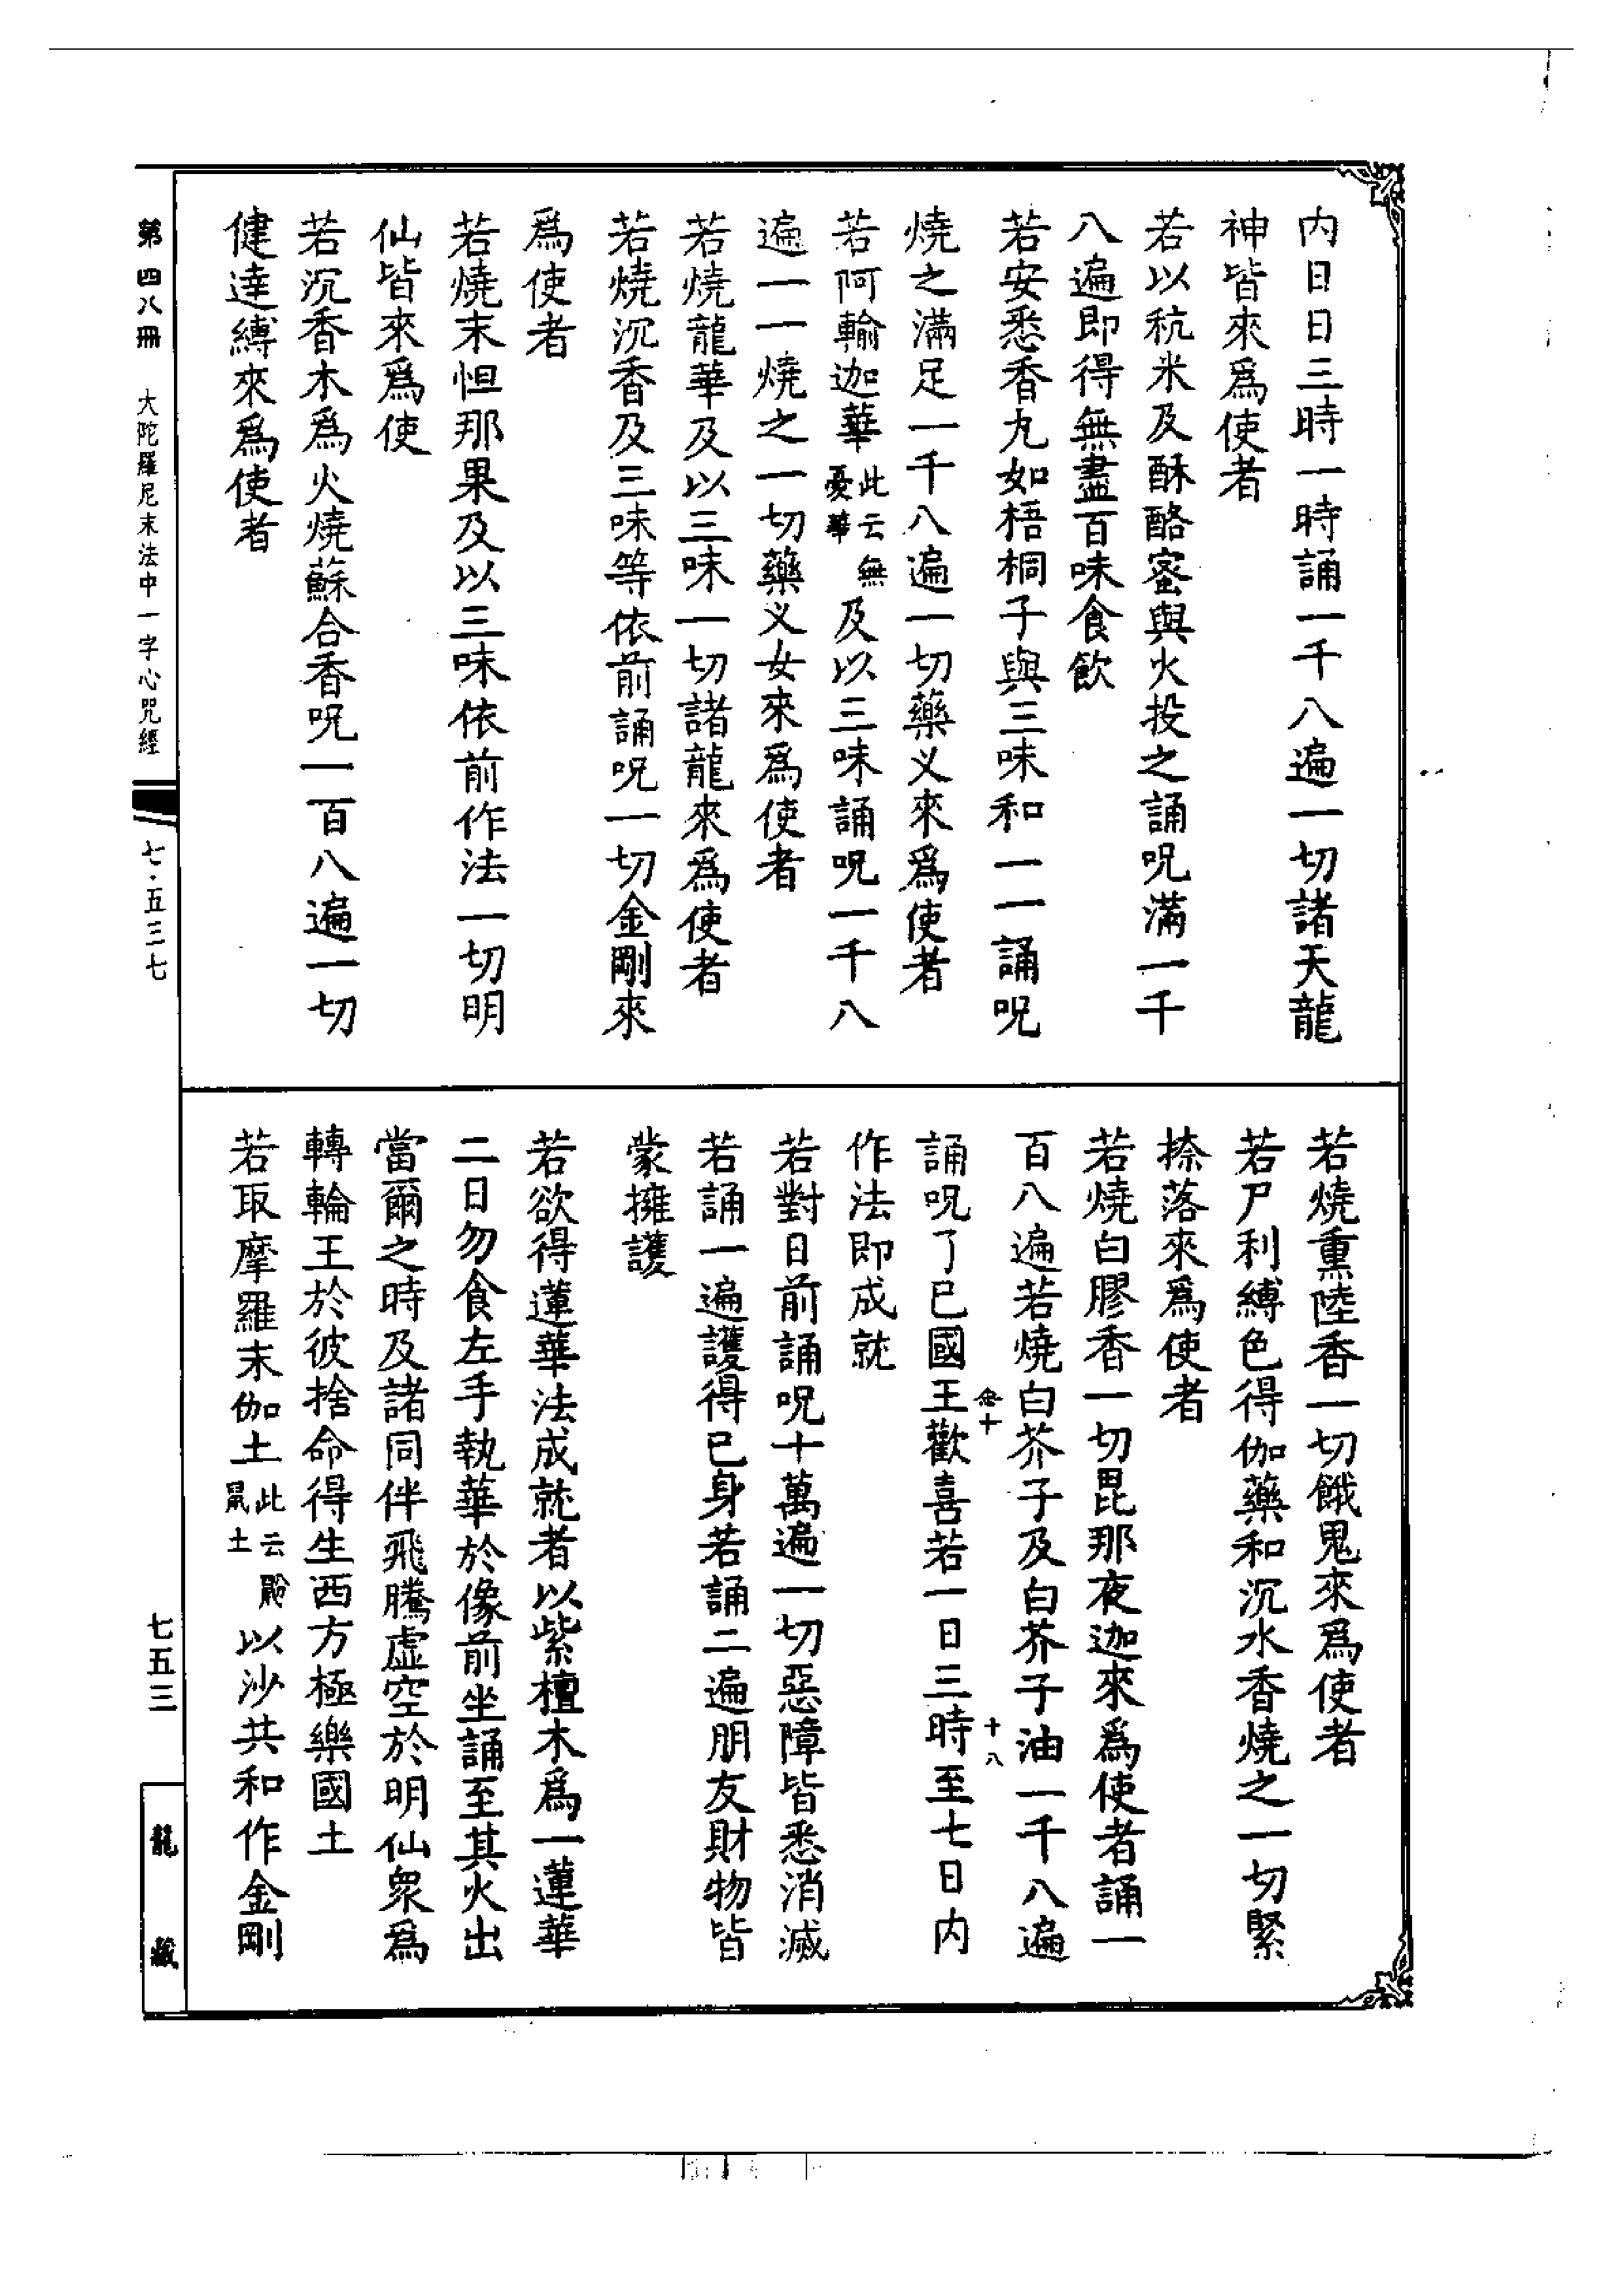 内日日三時一時誦一千八遍一切諸天龍
神皆來爲使者
若以秔米及酥酪蜜與火投之誦呪滿一千
八遍即得無盡百味食飲
若安悉香九如梧桐子與三味和一一誦呪
燒之滿足一千八遍一切藥义來爲使者
若阿輸迦華此云無憂華及以三味誦呪一千八
遍一一燒之一切藥义女來爲使者
若燒龍華及以三味一切諸龍來爲使者
若燒沉香及三味等依前誦呪一切金剛來
爲使者
若燒末怛那果及以三味依前作法一切明
仙皆來爲使
若沉香木爲火燒蘇合香呪一百八遍一切
健達縛來爲使者
若燒熏陸香一切餓鬼來爲使者
若尸利縛色得伽藥和沉水香燒之一切緊
捺落來爲使者
若燒白膠香一切毘那夜迦來爲使者誦一
百八遍若燒白芥子及白芥子油一千八遍
誦呪了已國王歡喜若一日三時至七日内
十八
作法即成就
若對日前誦呪十萬遍一切惡障皆悉消滅
若誦一遍護得已身若誦二遍朋友財物皆
蒙擁護
若欲得蓮華法成就者以紫檀木爲一蓮華
二日勿食左手執華於像前坐誦至其火出
當爾之時及諸同伴飛騰虛空於明仙衆爲
轉輪王於彼捨命得生西方極樂國土
若取摩羅末伽土此云鼢鼠土以沙共和作金剛
第四八冊
大陀羅尼末法中一字心咒經
七·五三七
七五三
龍藏